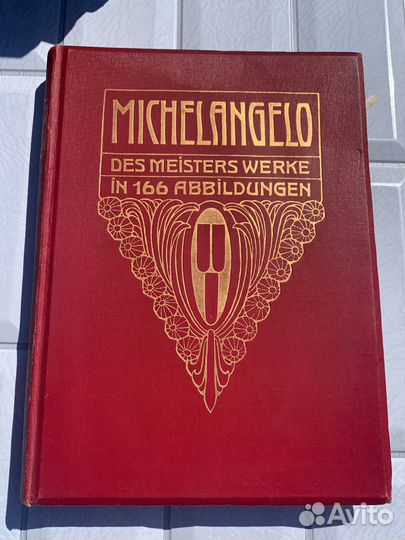 MICHELANGELO
DES MEISTERS WERKE
IN 166 ABBILDUNGEN
Avito